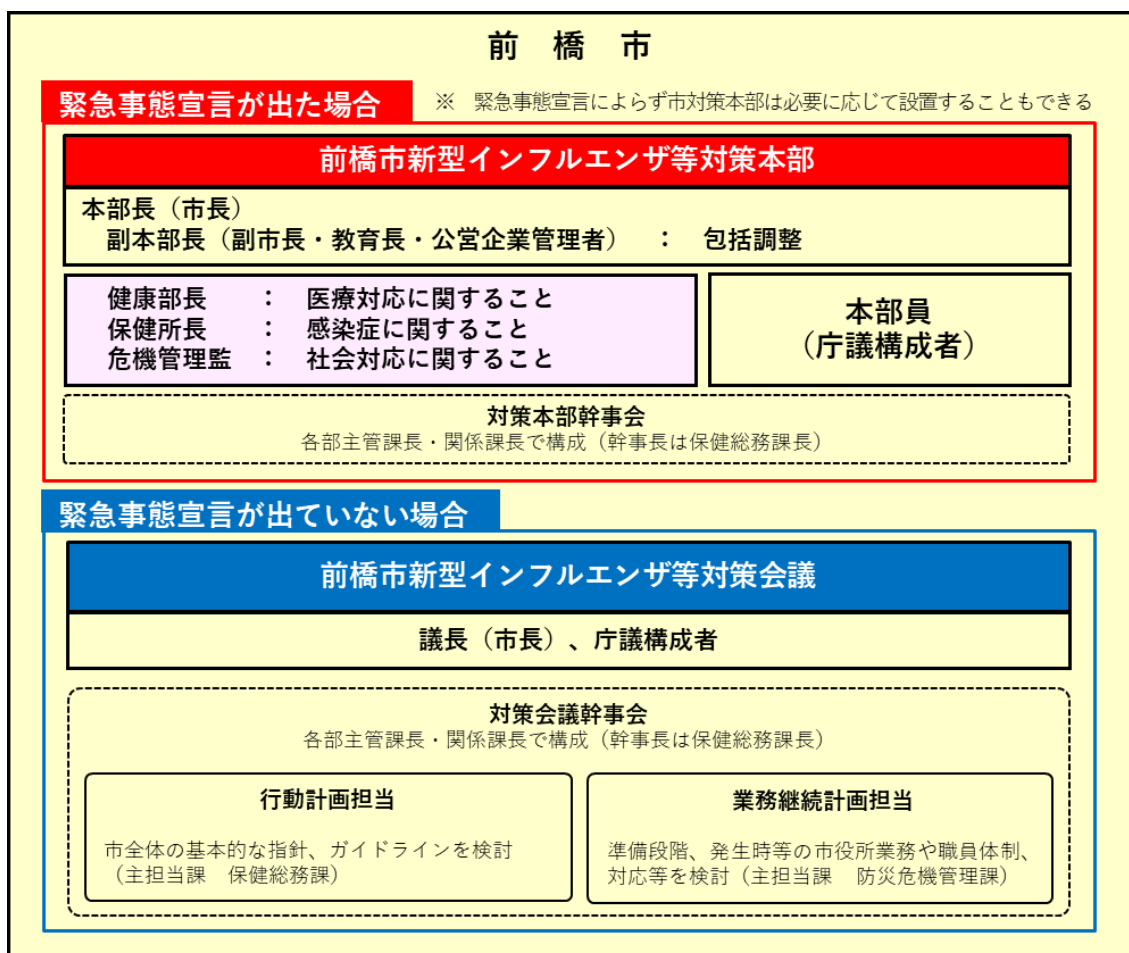 前　橋　市
緊急事態宣言が出た場合
※　緊急事態宣言によらず市対策本部は必要に応じて設置することもできる
前橋市新型インフルエンザ等対策本部
本部長（市長）
副本部長（副市長・教育長・公営企業管理者）　：　包括調整
健康部長　：　医療対応に関すること
保健所長　：　感染症に関すること
危機管理監　：　社会対応に関すること
本部員
（庁議構成者）
対策本部幹事会
各部主管課長・関係課長で構成（幹事長は保健総務課長）
緊急事態宣言が出ていない場合
前橋市新型インフルエンザ等対策会議
議長（市長）、庁議構成者
対策会議幹事会
各部主管課長・関係課長で構成（幹事長は保健総務課長）
行動計画担当
市全体の基本的な指針、ガイドラインを検討
（主担当課　保健総務課）
業務継続計画担当
準備段階、発生時等の市役所業務や職員体制、
対応等を検討（主担当課　防災危機管理課）